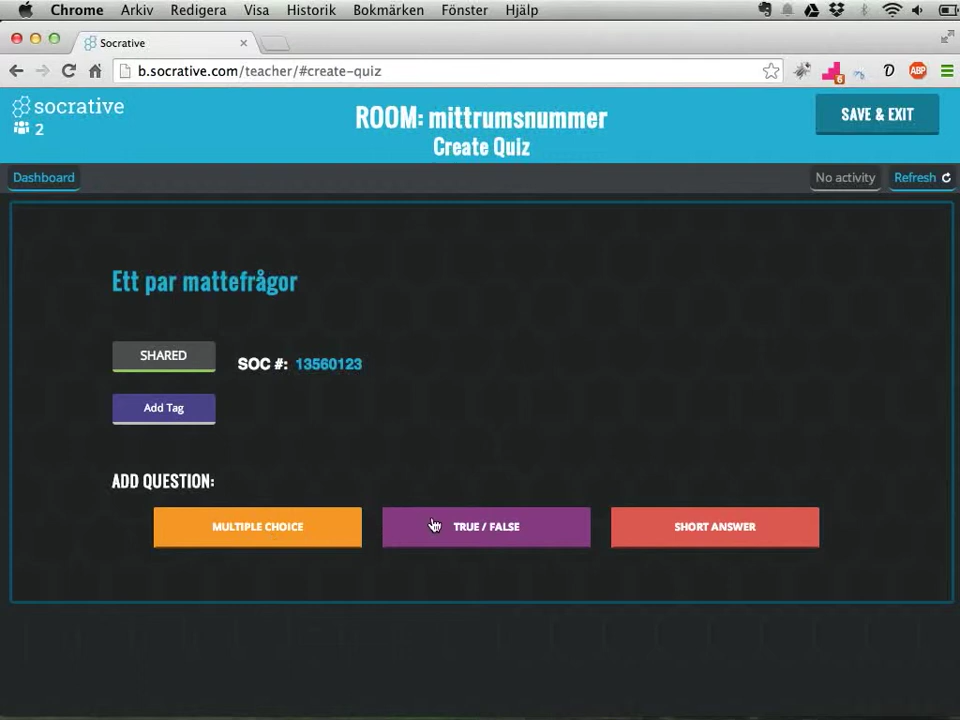 Chrome Arkiv Redigera Visa Historik Bokmärken Fönster Hjälp
Socrative
b.socrative.com/teacher/#create-quiz
6
D
ABP
socrative
2
ROOM: mittrumsnummer
Create Quiz
SAVE & EXIT
Dashboard
No activity
Refresh
Ett par mattefrågor
SHARED
SOC #: 13560123
Add Tag
ADD QUESTION:
MULTIPLE CHOICE
TRUE / FALSE
SHORT ANSWER